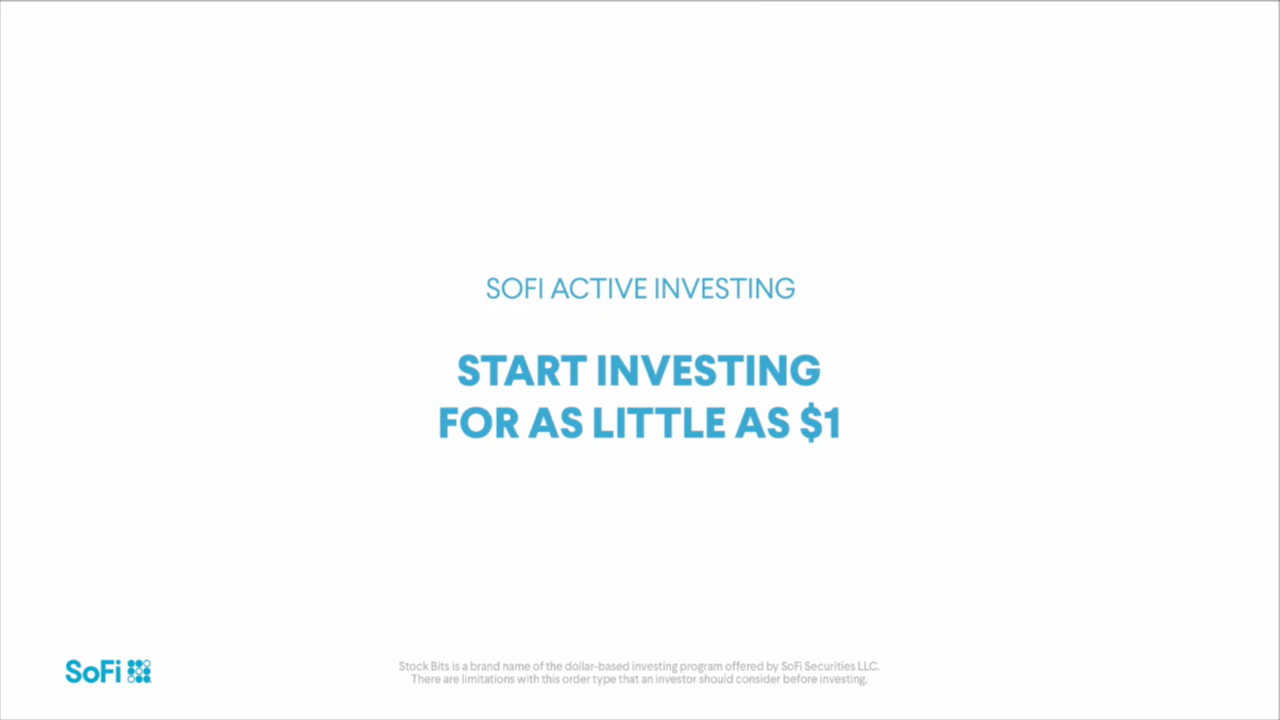 SOFI ACTIVE INVESTING
START INVESTING
FOR AS LITTLE AS $1
SoFi
Stock Bits is a brand name of the dollar-based investing program offered by SoFi Securities LLC.
There are limitations with this order type that an investor should consider before investing.